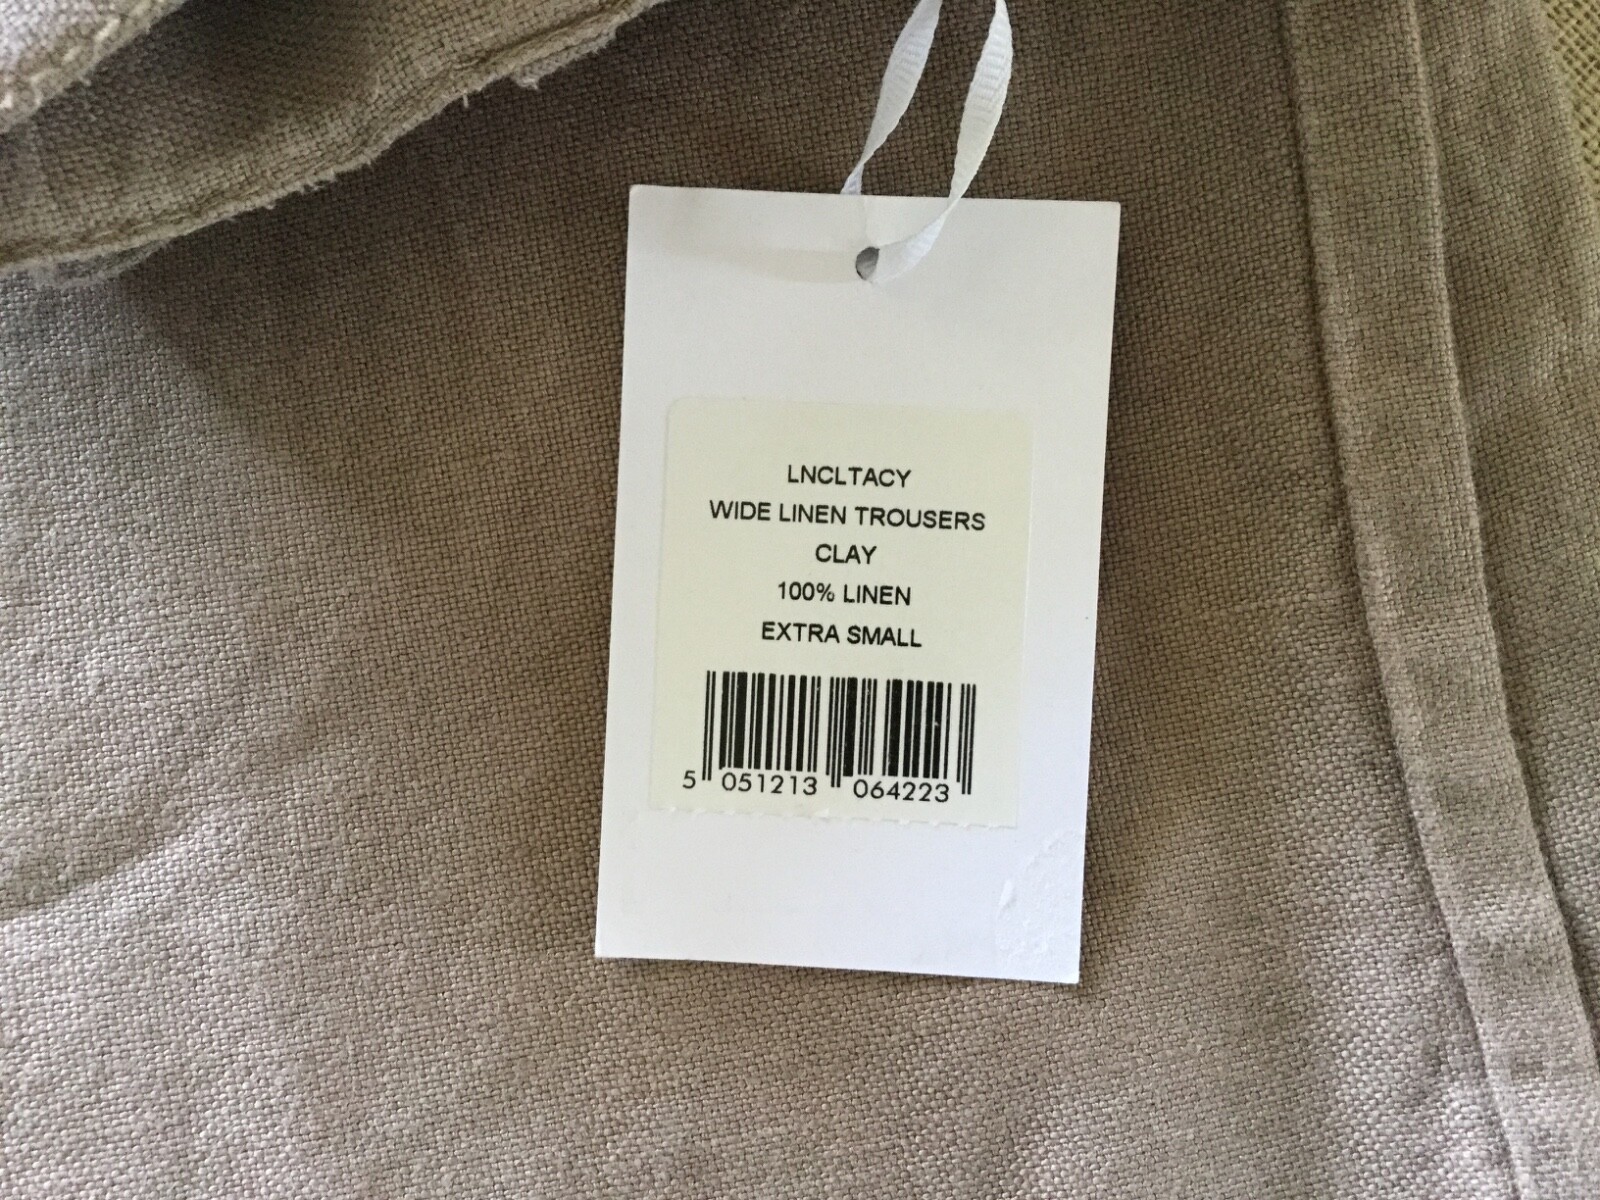 LNCLTACY
WIDE LINEN TROUSERS
CLAY
100% LINEN
EXTRA SMALL
5 051213 064223